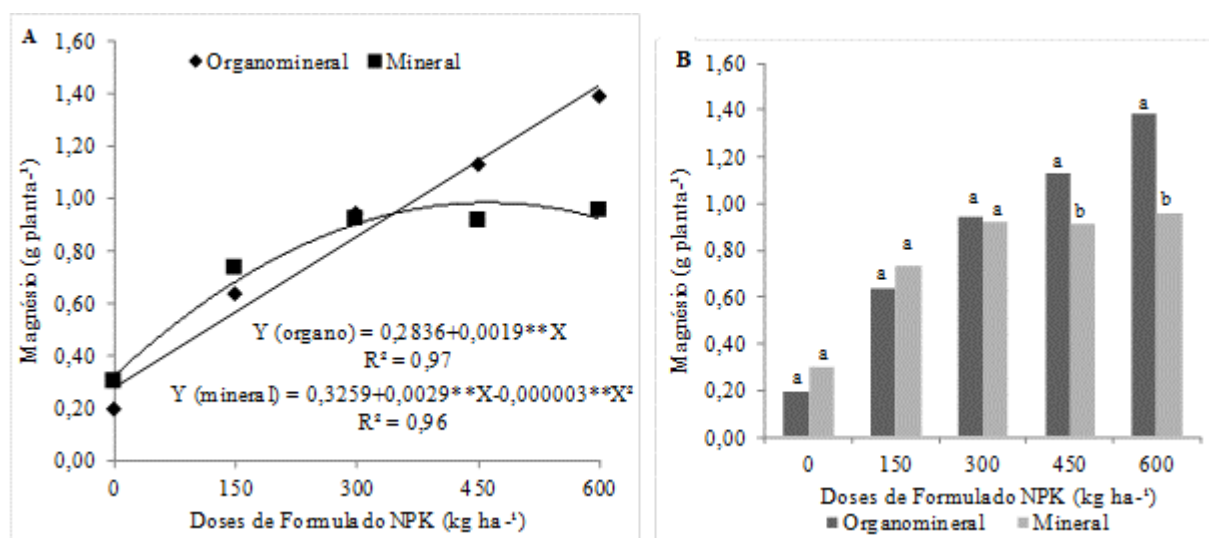 A
1,60
1,40
1,20
1,00
0,80
0,60
0,40
0,20
0,00
Magnésio (g planta-¹)
Organomineral Mineral
Y (organo) = 0,2836+0,0019**X
R² = 0,97
Y (mineral) = 0,3259+0,0029**X-0,000003**X²
R² = 0,96
0 150 300 450 600
Doses de Formulado NPK (kg ha-¹)
B
1,60
1,40
1,20
1,00
0,80
0,60
0,40
0,20
0,00
Magnésio (g planta-¹)
a a a a a a a b a b
0 150 300 450 600
Doses de Formulado NPK (kg ha-¹)
Organomineral Mineral